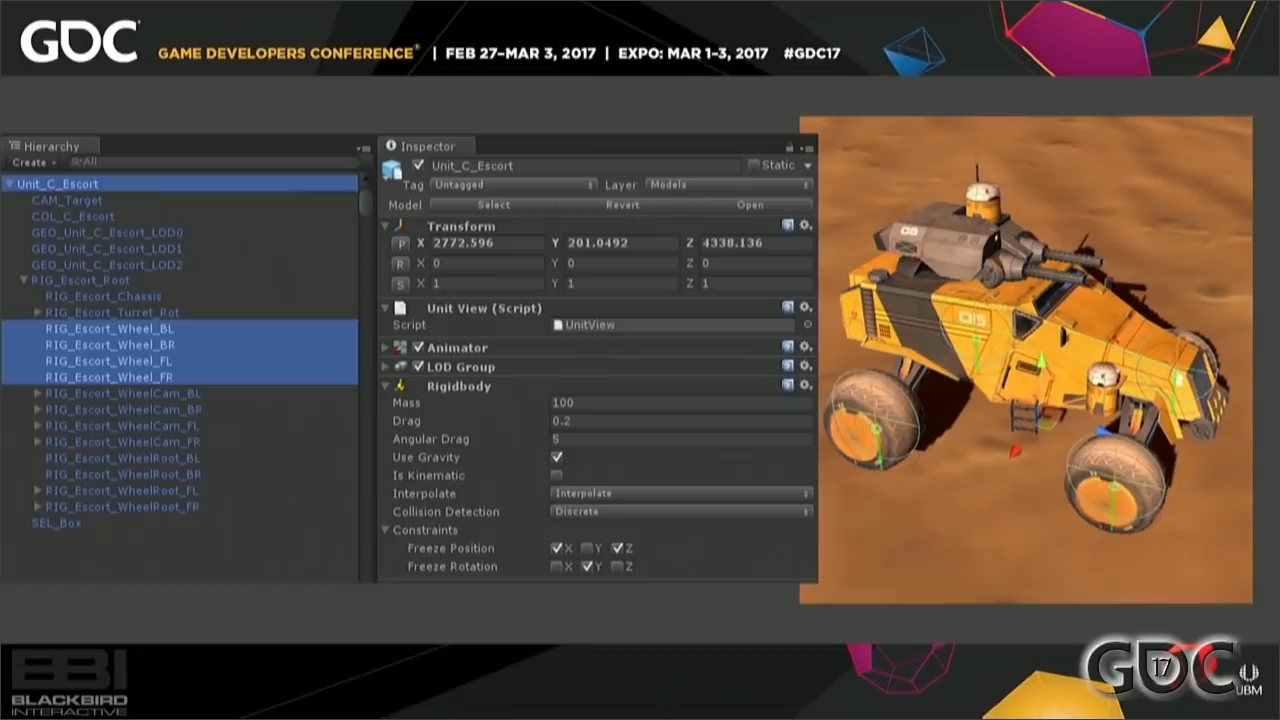 GDC GAME DEVELOPERS CONFERENCE® | FEB 27–MAR 3, 2017 | EXPO: MAR 1–3, 2017 #GDC17
Hierarchy
Create All
Unit_C_Escort
CAM_Target
COL_C_Escort
GEO_Unit_C_Escort_LOD0
GEO_Unit_C_Escort_LOD1
GEO_Unit_C_Escort_LOD2
RIG_Escort_Root
RIG_Escort_Chassis
RIG_Escort_Turret_Rot
RIG_Escort_Wheel_BL
RIG_Escort_Wheel_BR
RIG_Escort_Wheel_FL
RIG_Escort_Wheel_FR
RIG_Escort_WheelCam_BL
RIG_Escort_WheelCam_BR
RIG_Escort_WheelCam_FL
RIG_Escort_WheelCam_FR
RIG_Escort_WheelRoot_BL
RIG_Escort_WheelRoot_BR
RIG_Escort_WheelRoot_FL
RIG_Escort_WheelRoot_FR
SEL_Box
Inspector
Unit_C_Escort Static
Tag Untagged Layer Models
Model Select Revert Open
Transform
P X 2772.596 Y 201.0492 Z 4338.136
R X 0 Y 0 Z 0
S X 1 Y 1 Z 1
Unit View (Script)
Script UnitView
Animator
LOD Group
Rigidbody
Mass 100
Drag 0.2
Angular Drag 5
Use Gravity
Is Kinematic
Interpolate Interpolate
Collision Detection Discrete
Constraints
Freeze Position X Y Z
Freeze Rotation X Y Z
05
015
BBI
BLACKBIRD
INTERACTIVE
GDC 17
UBM